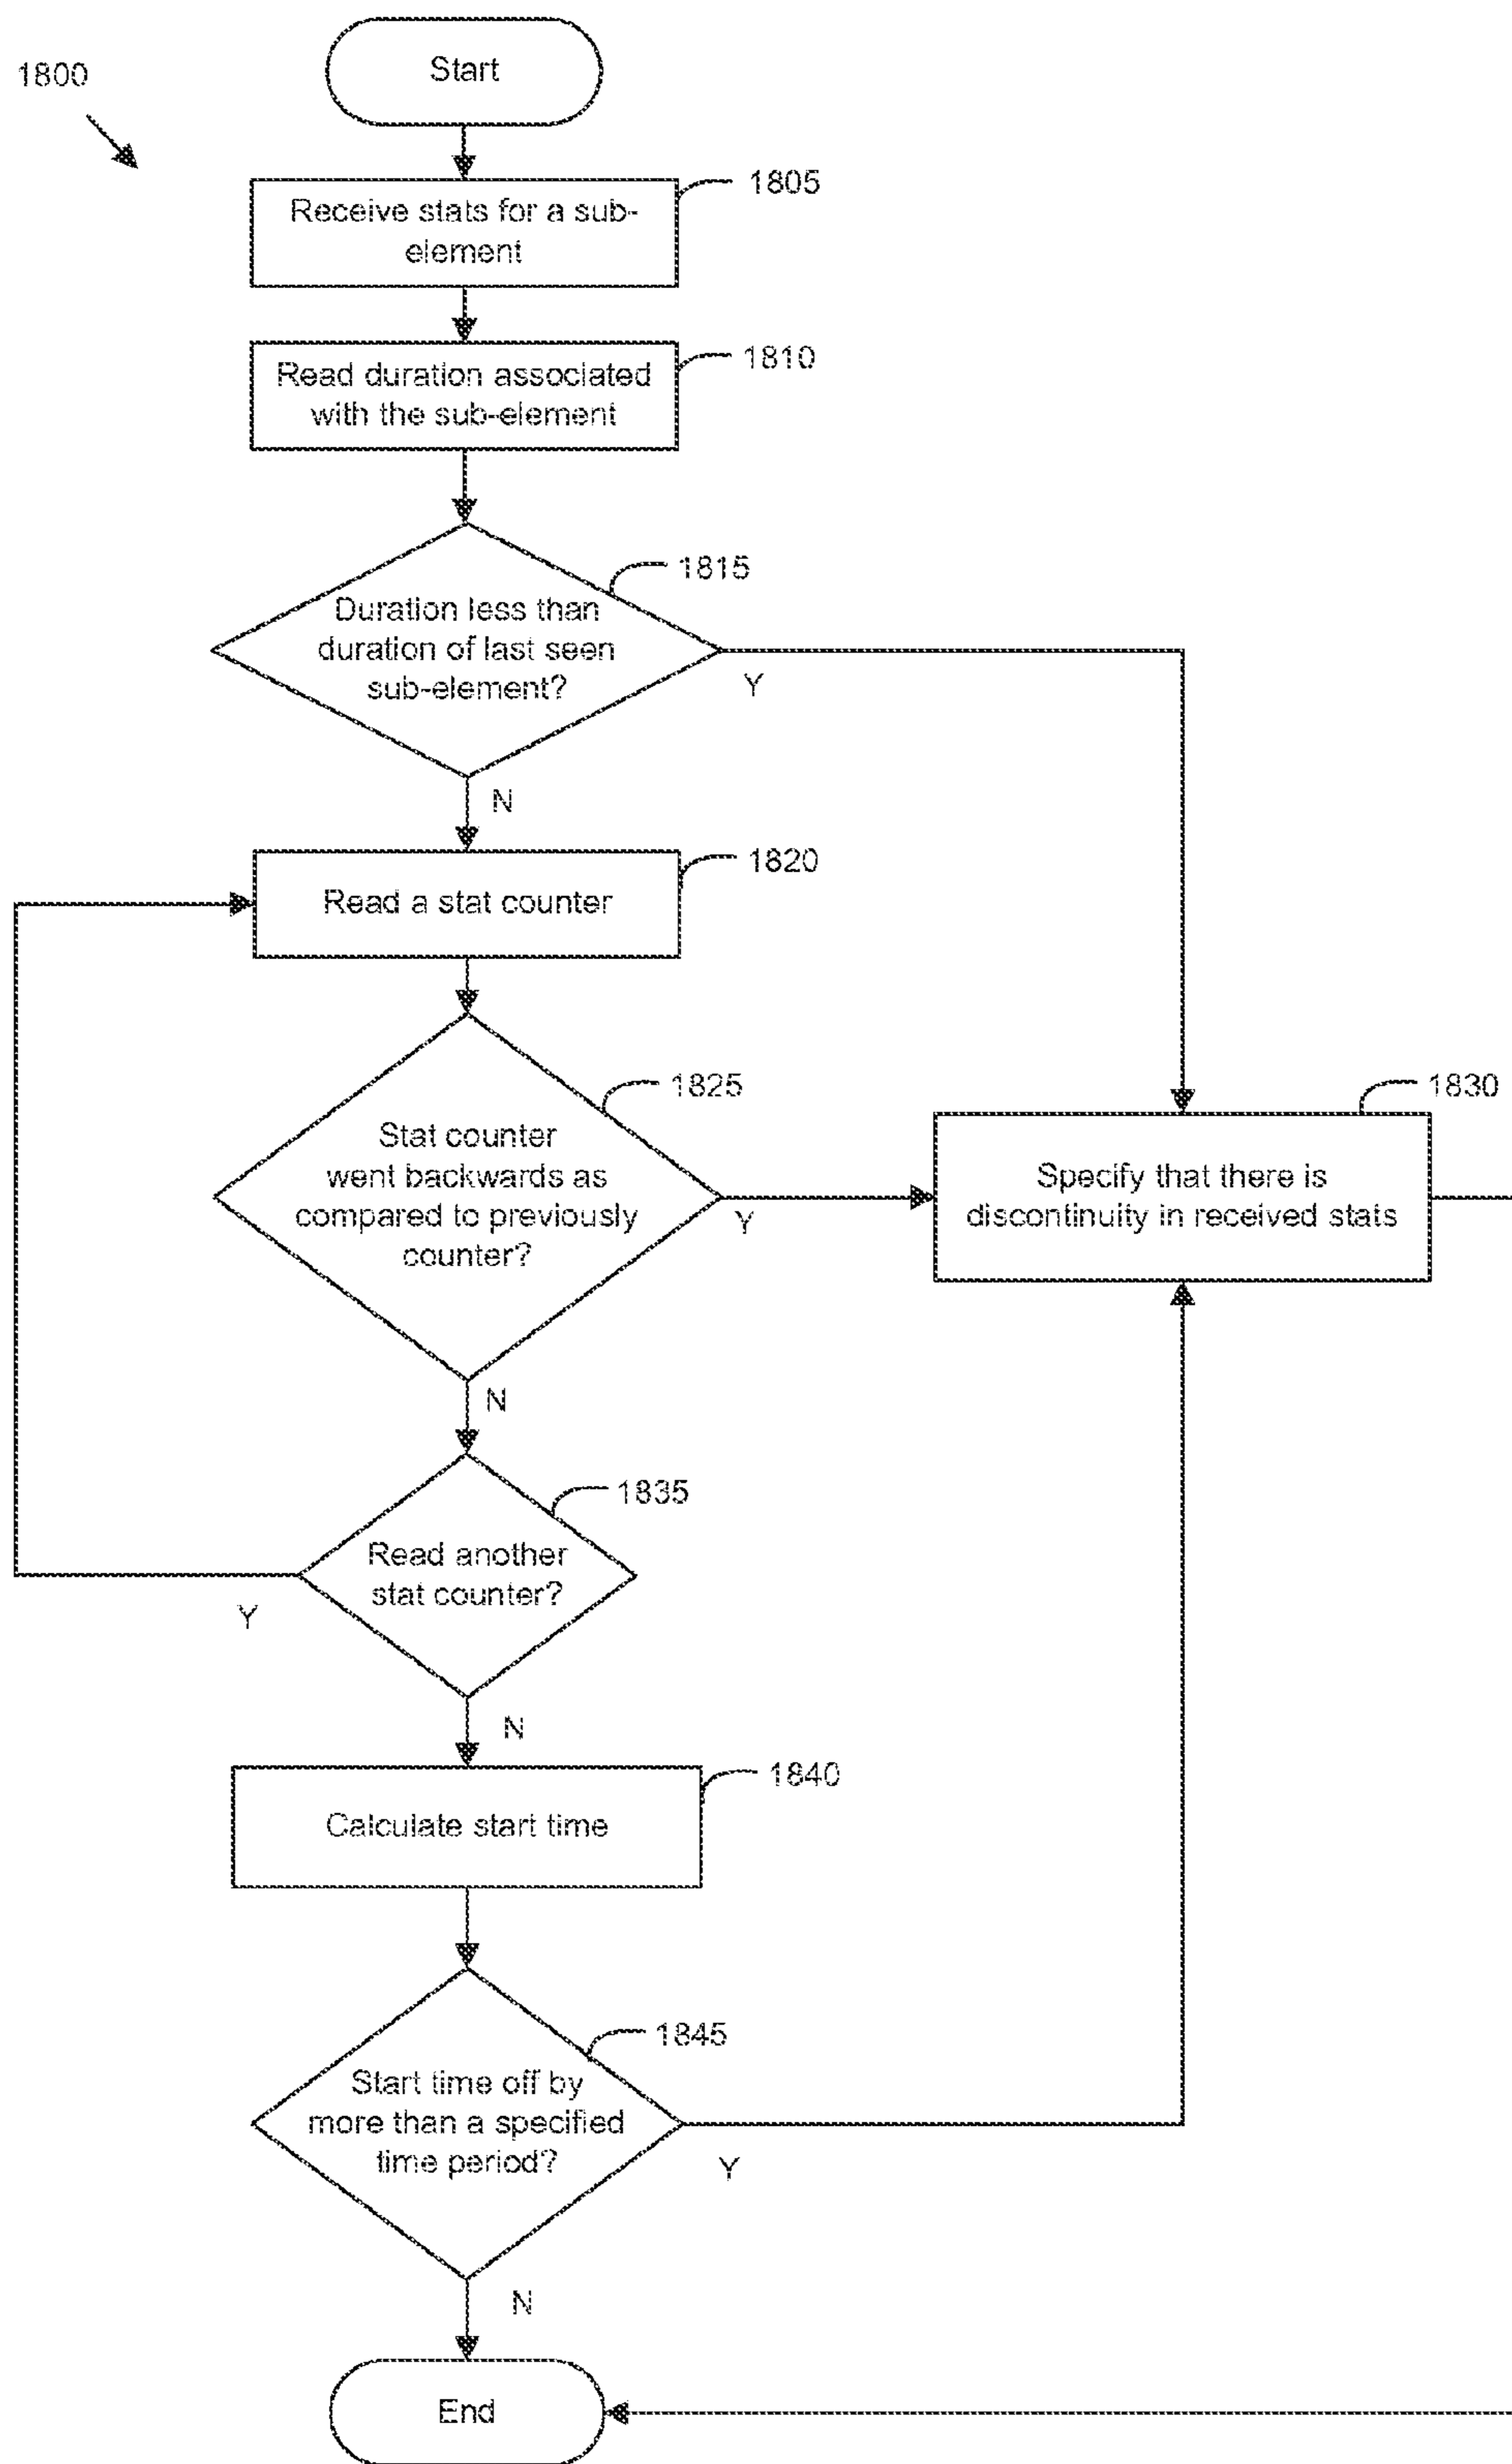 1800
Start
1805
Receive stats for a sub-
element
1810
Read duration associated
with the sub-element
1815
Duration less than
duration of last seen
sub-element?
Y
N
1820
Read a stat counter
1825
Stat counter
went backwards as
compared to previously
counter?
Y
1830
Specify that there is
discontinuity in received stats
N
1835
Read another
stat counter?
Y
N
1840
Calculate start time
1845
Start time off by
more than a specified
time period?
Y
N
End